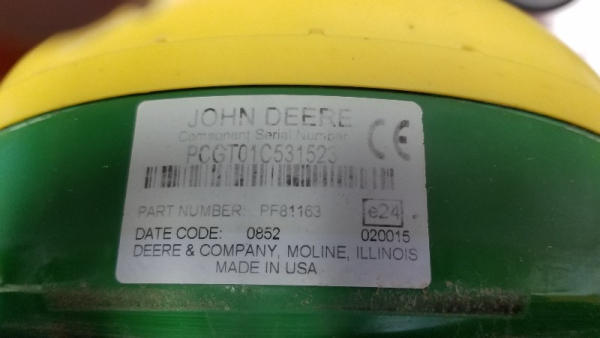 JOHN DEERE
Component Serial Number
PCGT01C531523
CE
PART NUMBER: PF81163
e24
DATE CODE: 0852 020015
DEERE & COMPANY, MOLINE, ILLINOIS
MADE IN USA